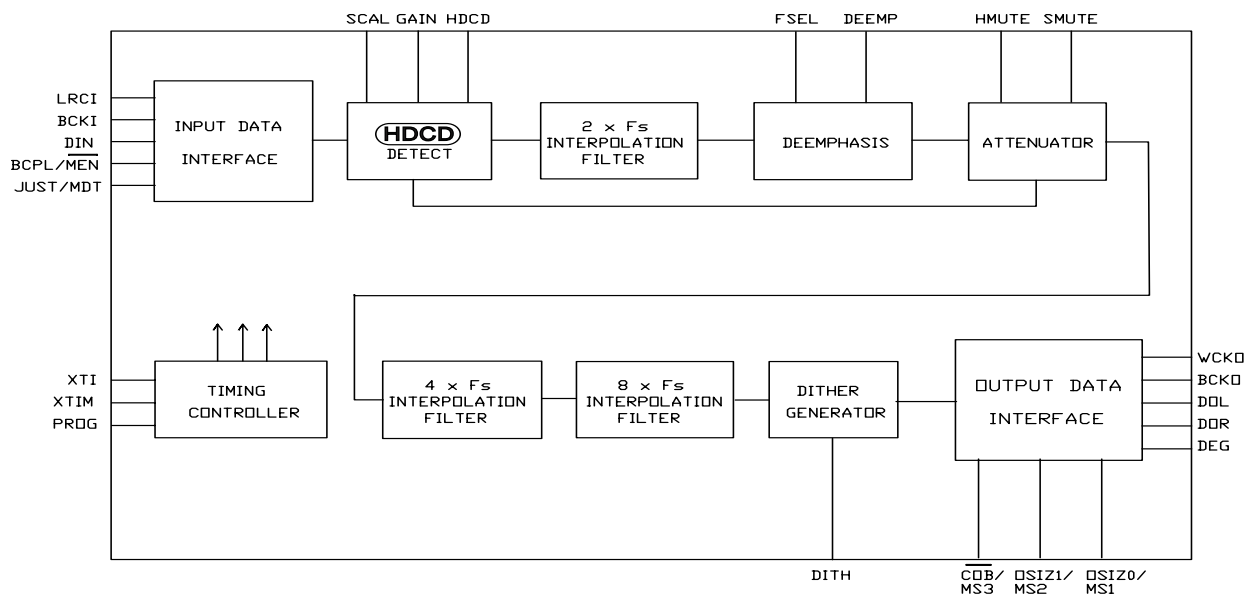 SCAL GAIN HDCD
FSEL DEEMP
HMUTE SMUTE
LRCI
BCKI
DIN
BCPL/MEN
JUST/MDT
INPUT DATA
INTERFACE
HDCD
DETECT
2 x Fs
INTERPOLATION
FILTER
DEEMPHASIS
ATTENUATOR
XTI
XTIM
PROG
TIMING
CONTROLLER
4 x Fs
INTERPOLATION
FILTER
8 x Fs
INTERPOLATION
FILTER
DITHER
GENERATOR
OUTPUT DATA
INTERFACE
WCKO
BCKO
DOL
DOR
DEG
DITH
COB/
MS3
OSIZ1/
MS2
OSIZ0/
MS1